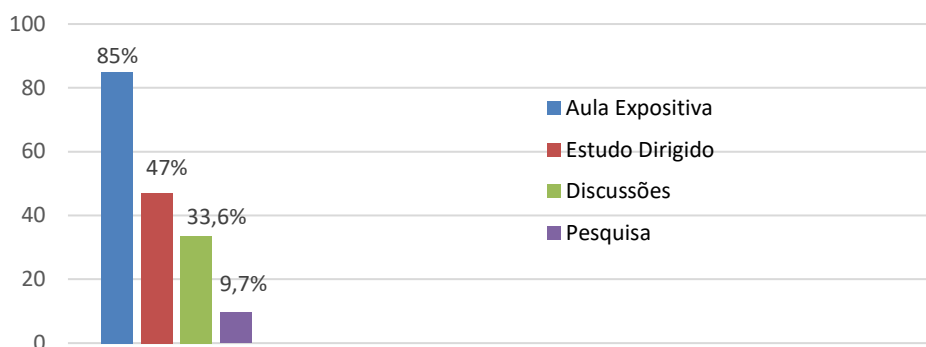 100
85%
80
Aula Expositiva
60
Estudo Dirigido
47%
Discussões
40
33,6%
Pesquisa
20
9,7%
0